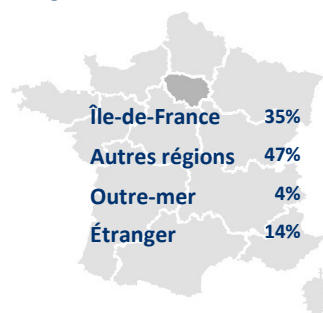 Île-de-France 35%
Autres régions 47%
Outre-mer 4%
Étranger 14%